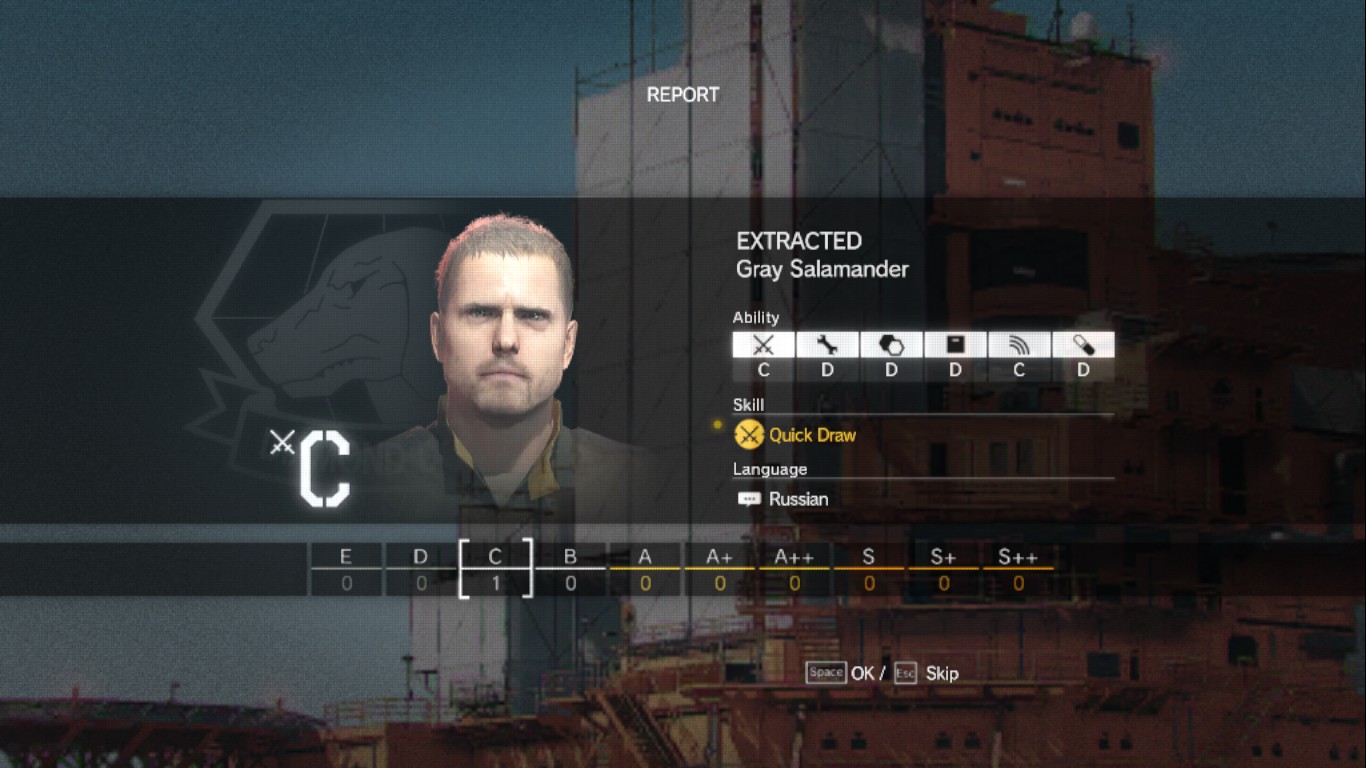 REPORT
EXTRACTED
Gray Salamander
Ability
C D D D C D
Skill
Quick Draw
Language
Russian
C
E D C B A A+ A++ S S+ S++
0 0 1 0 0 0 0 0 0 0
Space OK / Esc Skip